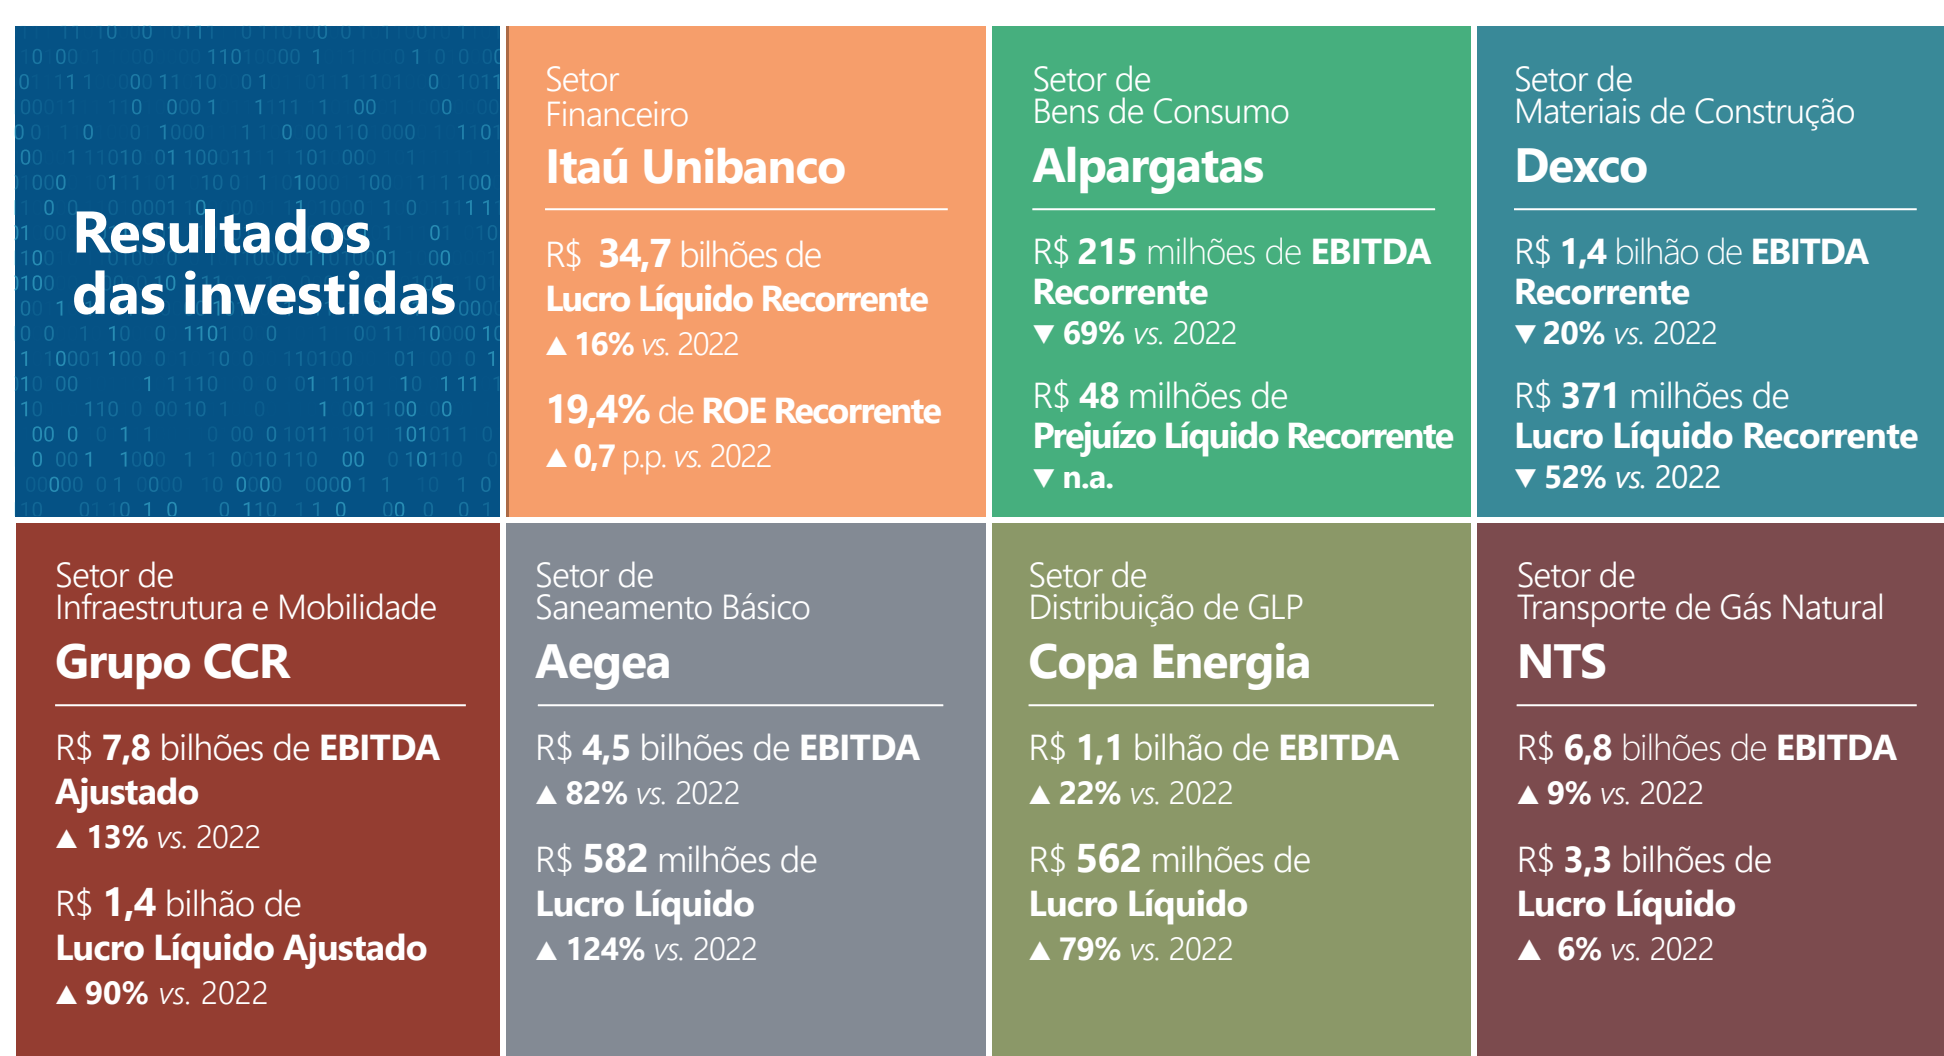 Resultados
das investidas
Setor
Financeiro
Itaú Unibanco
R$ 34,7 bilhões de
Lucro Líquido Recorrente
▲ 16% vs. 2022
19,4% de ROE Recorrente
▲ 0,7 p.p. vs. 2022
Setor de
Bens de Consumo
Alpargatas
R$ 215 milhões de EBITDA
Recorrente
▼ 69% vs. 2022
R$ 48 milhões de
Prejuízo Líquido Recorrente
▼ n.a.
Setor de
Materiais de Construção
Dexco
R$ 1,4 bilhão de EBITDA
Recorrente
▼ 20% vs. 2022
R$ 371 milhões de
Lucro Líquido Recorrente
▼ 52% vs. 2022
Setor de
Infraestrutura e Mobilidade
Grupo CCR
R$ 7,8 bilhões de EBITDA
Ajustado
▲ 13% vs. 2022
R$ 1,4 bilhão de
Lucro Líquido Ajustado
▲ 90% vs. 2022
Setor de
Saneamento Básico
Aegea
R$ 4,5 bilhões de EBITDA
▲ 82% vs. 2022
R$ 582 milhões de
Lucro Líquido
▲ 124% vs. 2022
Setor de
Distribuição de GLP
Copa Energia
R$ 1,1 bilhão de EBITDA
▲ 22% vs. 2022
R$ 562 milhões de
Lucro Líquido
▲ 79% vs. 2022
Setor de
Transporte de Gás Natural
NTS
R$ 6,8 bilhões de EBITDA
▲ 9% vs. 2022
R$ 3,3 bilhões de
Lucro Líquido
▲ 6% vs. 2022